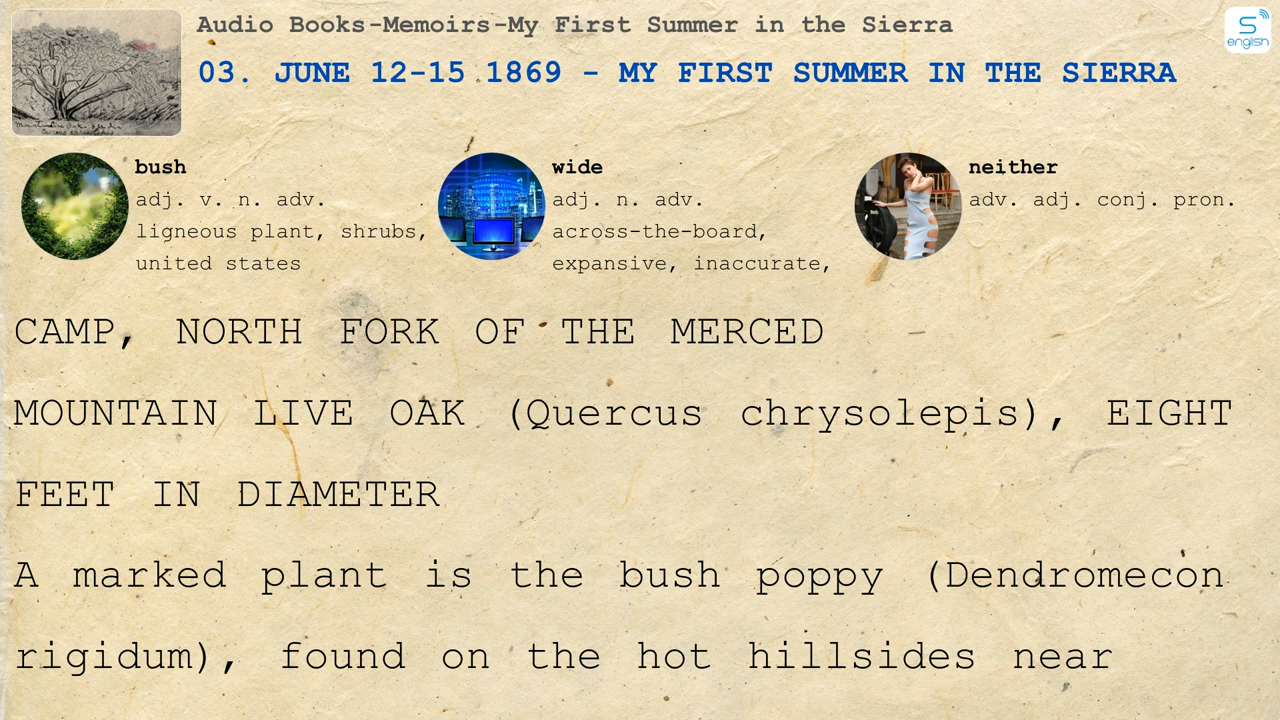 Audio Books-Memoirs-My First Summer in the Sierra
03. JUNE 12-15 1869 - MY FIRST SUMMER IN THE SIERRA
S
english
bush
adj. v. n. adv.
ligneous plant, shrubs,
united states
wide
adj. n. adv.
across-the-board,
expansive, inaccurate,
neither
adv. adj. conj. pron.
CAMP, NORTH FORK OF THE MERCED
MOUNTAIN LIVE OAK (Quercus chrysolepis), EIGHT
FEET IN DIAMETER
A marked plant is the bush poppy (Dendromecon
rigidum), found on the hot hillsides near